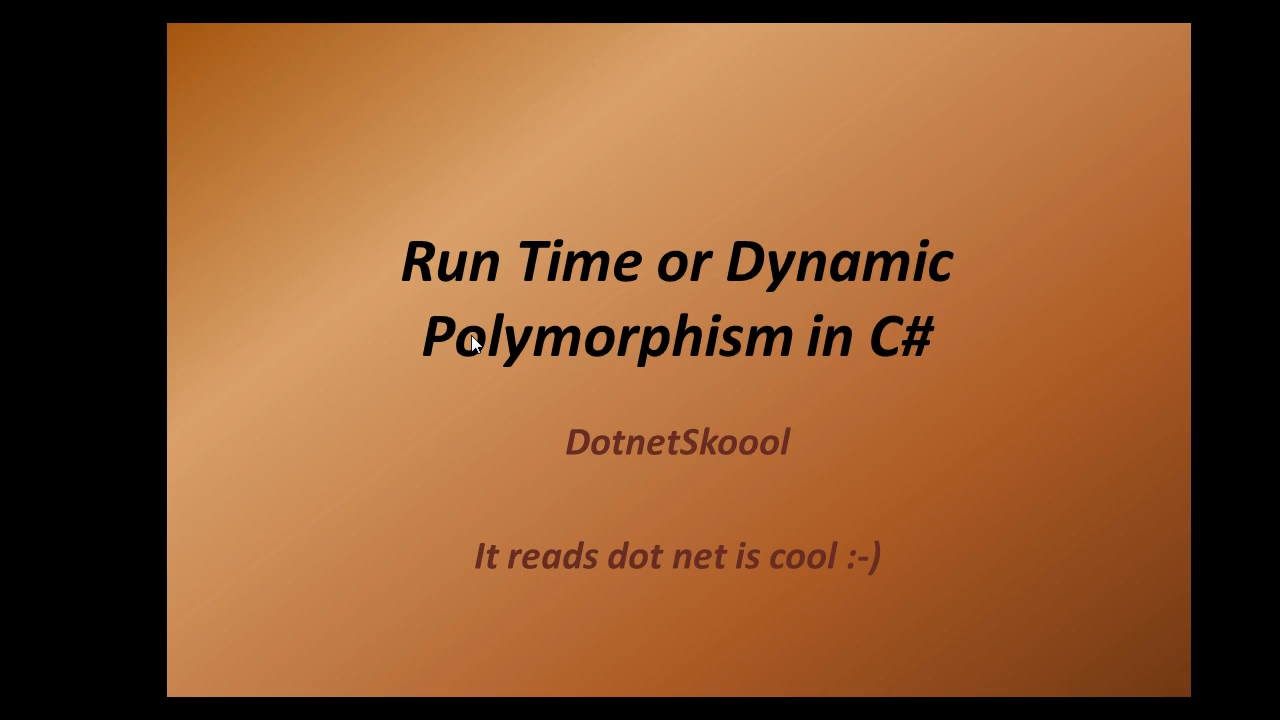 Run Time or Dynamic
Polymorphism in C#
DotnetSkoool
It reads dot net is cool :-)